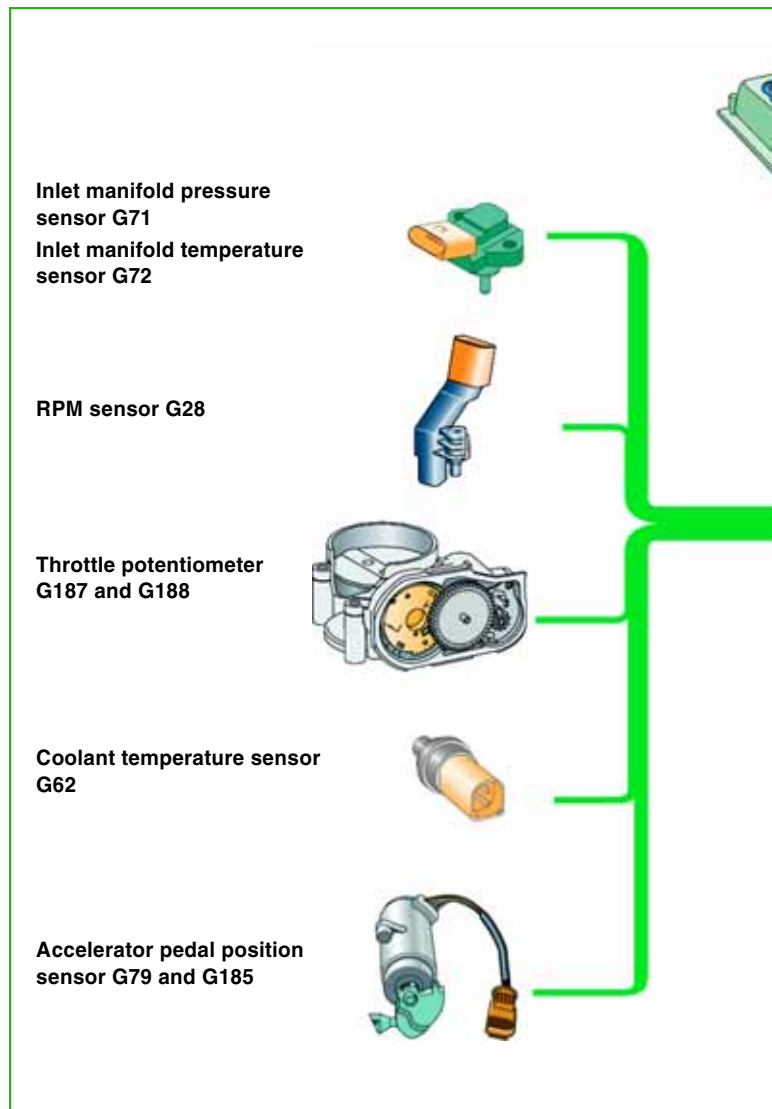 Inlet manifold pressure
sensor G71
Inlet manifold temperature
sensor G72
RPM sensor G28
Throttle potentiometer
G187 and G188
Coolant temperature sensor
G62
Accelerator pedal position
sensor G79 and G185